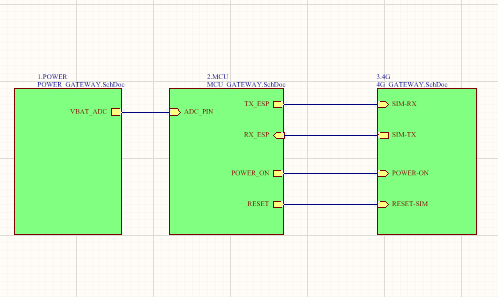 1.POWER
POWER_GATEWAY.SchDoc
VBAT_ADC
2.MCU
MCU_GATEWAY.SchDoc
ADC_PIN
TX_ESP
RX_ESP
POWER_ON
RESET
3.4G
4G_GATEWAY.SchDoc
SIM-RX
SIM-TX
POWER-ON
RESET-SIM